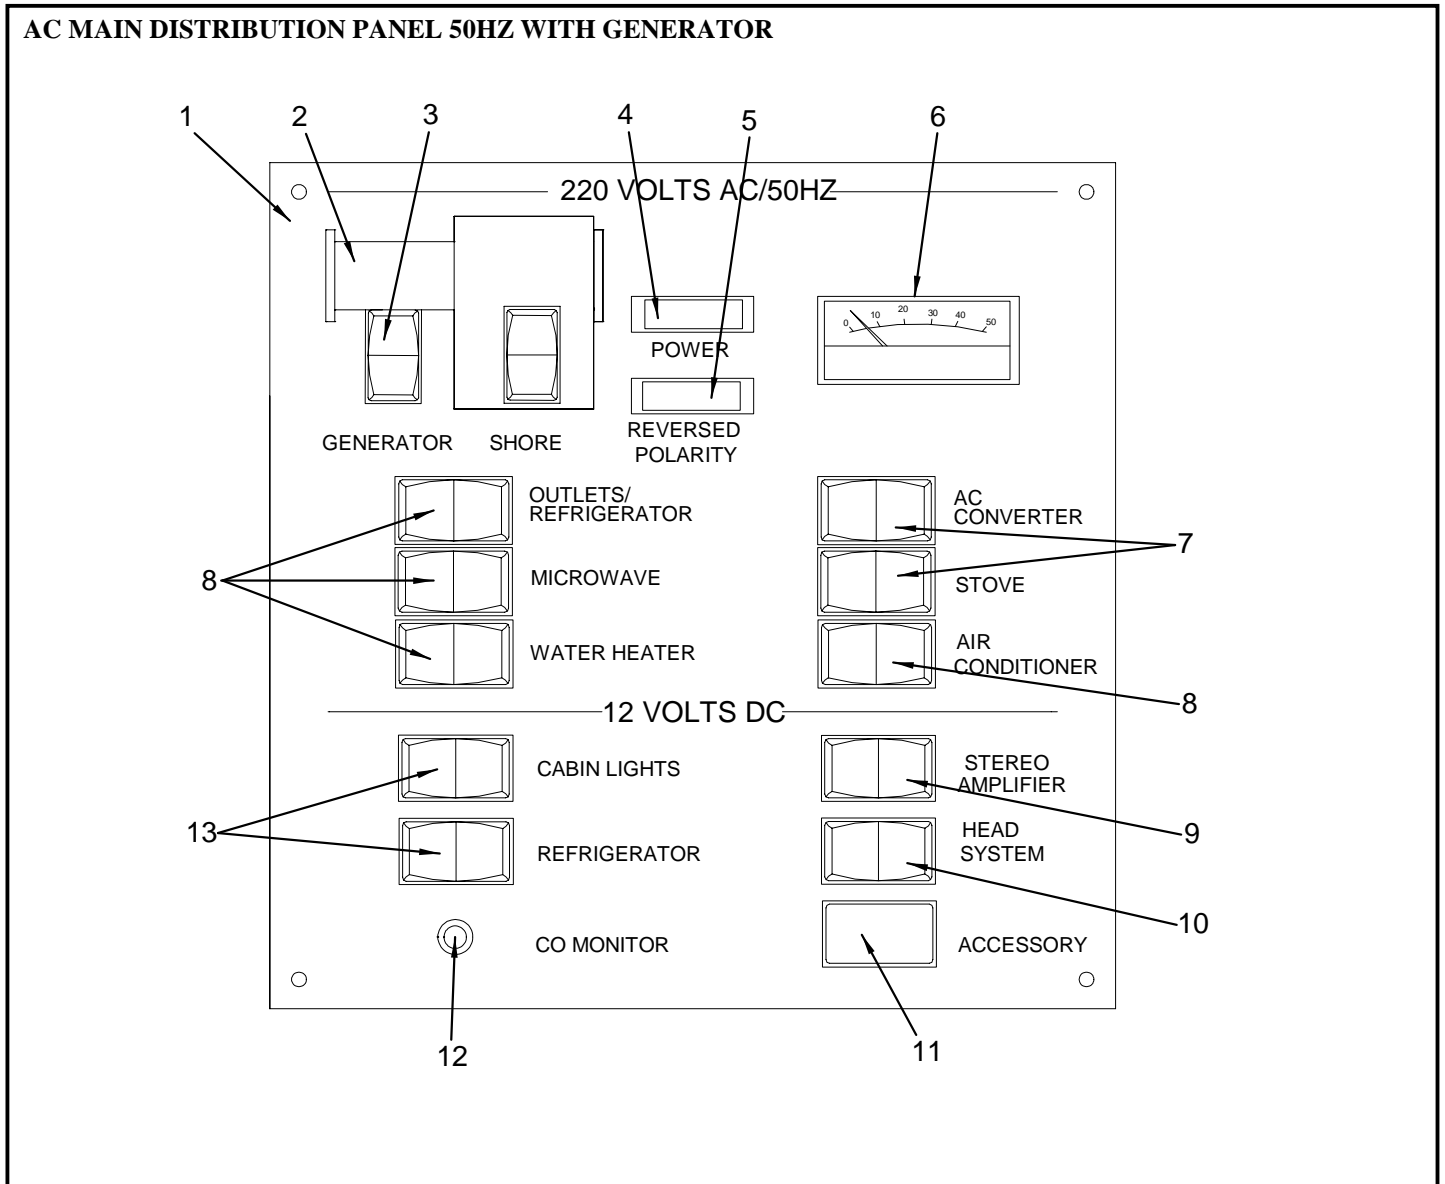 AC MAIN DISTRIBUTION PANEL 50HZ WITH GENERATOR
1
2
3
4
5
6
220 VOLTS AC/50HZ
0 10 20 30 40 50
POWER
REVERSED
POLARITY
GENERATOR
SHORE
OUTLETS/
REFRIGERATOR
AC
CONVERTER
7
8
MICROWAVE
STOVE
WATER HEATER
AIR
CONDITIONER
8
12 VOLTS DC
CABIN LIGHTS
STEREO
AMPLIFIER
13
9
REFRIGERATOR
HEAD
SYSTEM
10
CO MONITOR
ACCESSORY
12
11